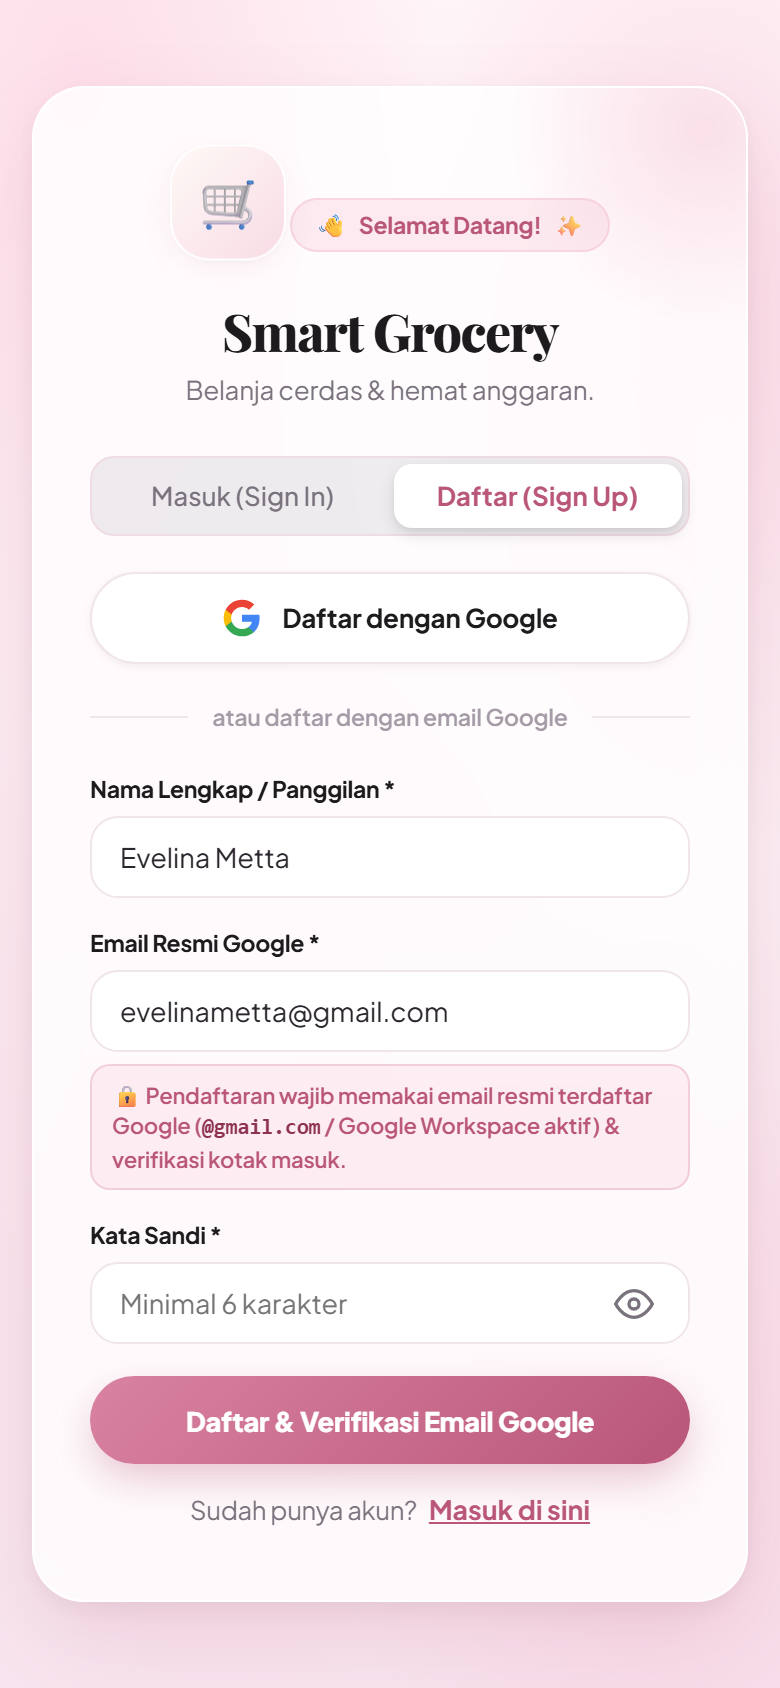 Selamat Datang!
Smart Grocery
Belanja cerdas & hemat anggaran.
Masuk (Sign In)
Daftar (Sign Up)
Daftar dengan Google
atau daftar dengan email Google
Nama Lengkap / Panggilan *
Evelina Metta
Email Resmi Google *
evelinametta@gmail.com
Pendaftaran wajib memakai email resmi terdaftar
Google (@gmail.com / Google Workspace aktif) &
verifikasi kotak masuk.
Kata Sandi *
Minimal 6 karakter
Daftar & Verifikasi Email Google
Sudah punya akun? Masuk di sini